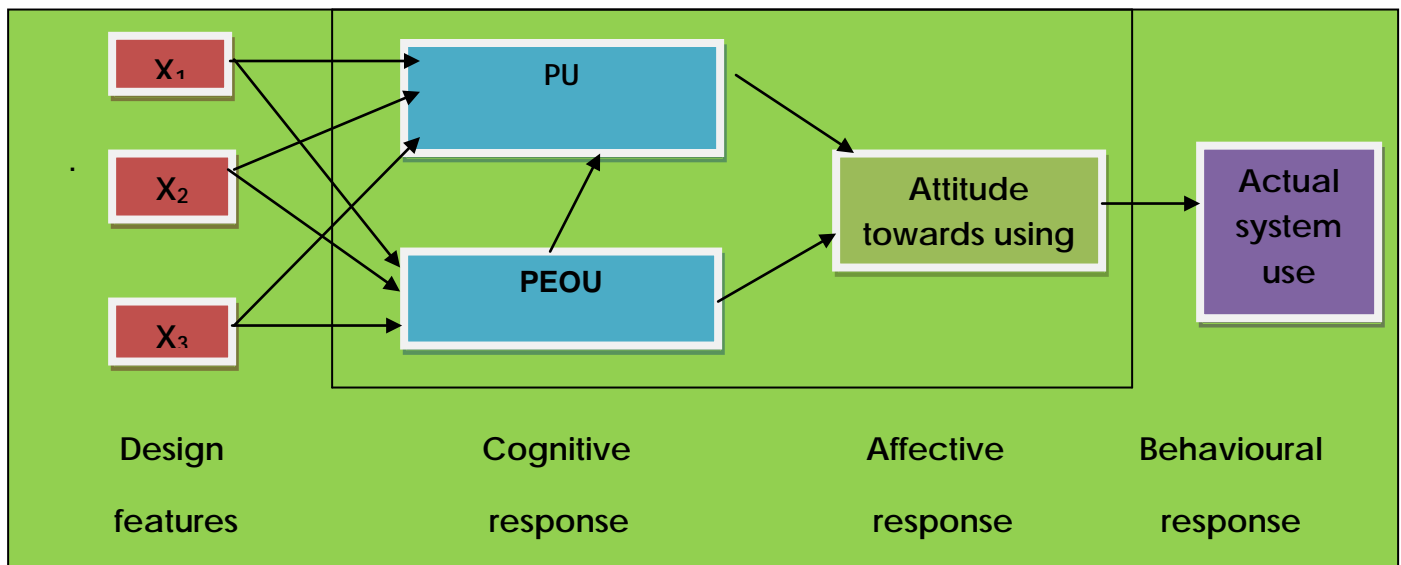 X₁
PU
X₂
Attitude
towards using
Actual
system
use
PEOU
X₃
Design
features
Cognitive
response
Affective
response
Behavioural
response